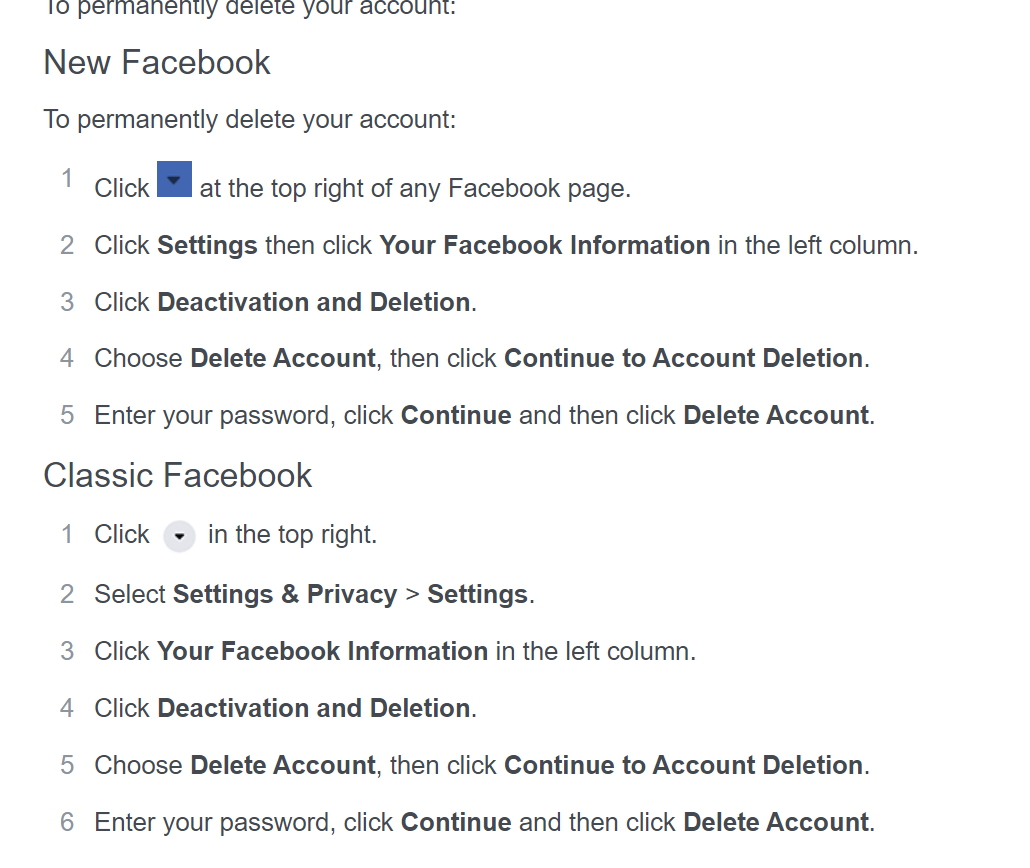 To permanently delete your account:
New Facebook
To permanently delete your account:
1 Click at the top right of any Facebook page.
2 Click Settings then click Your Facebook Information in the left column.
3 Click Deactivation and Deletion.
4 Choose Delete Account, then click Continue to Account Deletion.
5 Enter your password, click Continue and then click Delete Account.
Classic Facebook
1 Click in the top right.
2 Select Settings & Privacy > Settings.
3 Click Your Facebook Information in the left column.
4 Click Deactivation and Deletion.
5 Choose Delete Account, then click Continue to Account Deletion.
6 Enter your password, click Continue and then click Delete Account.